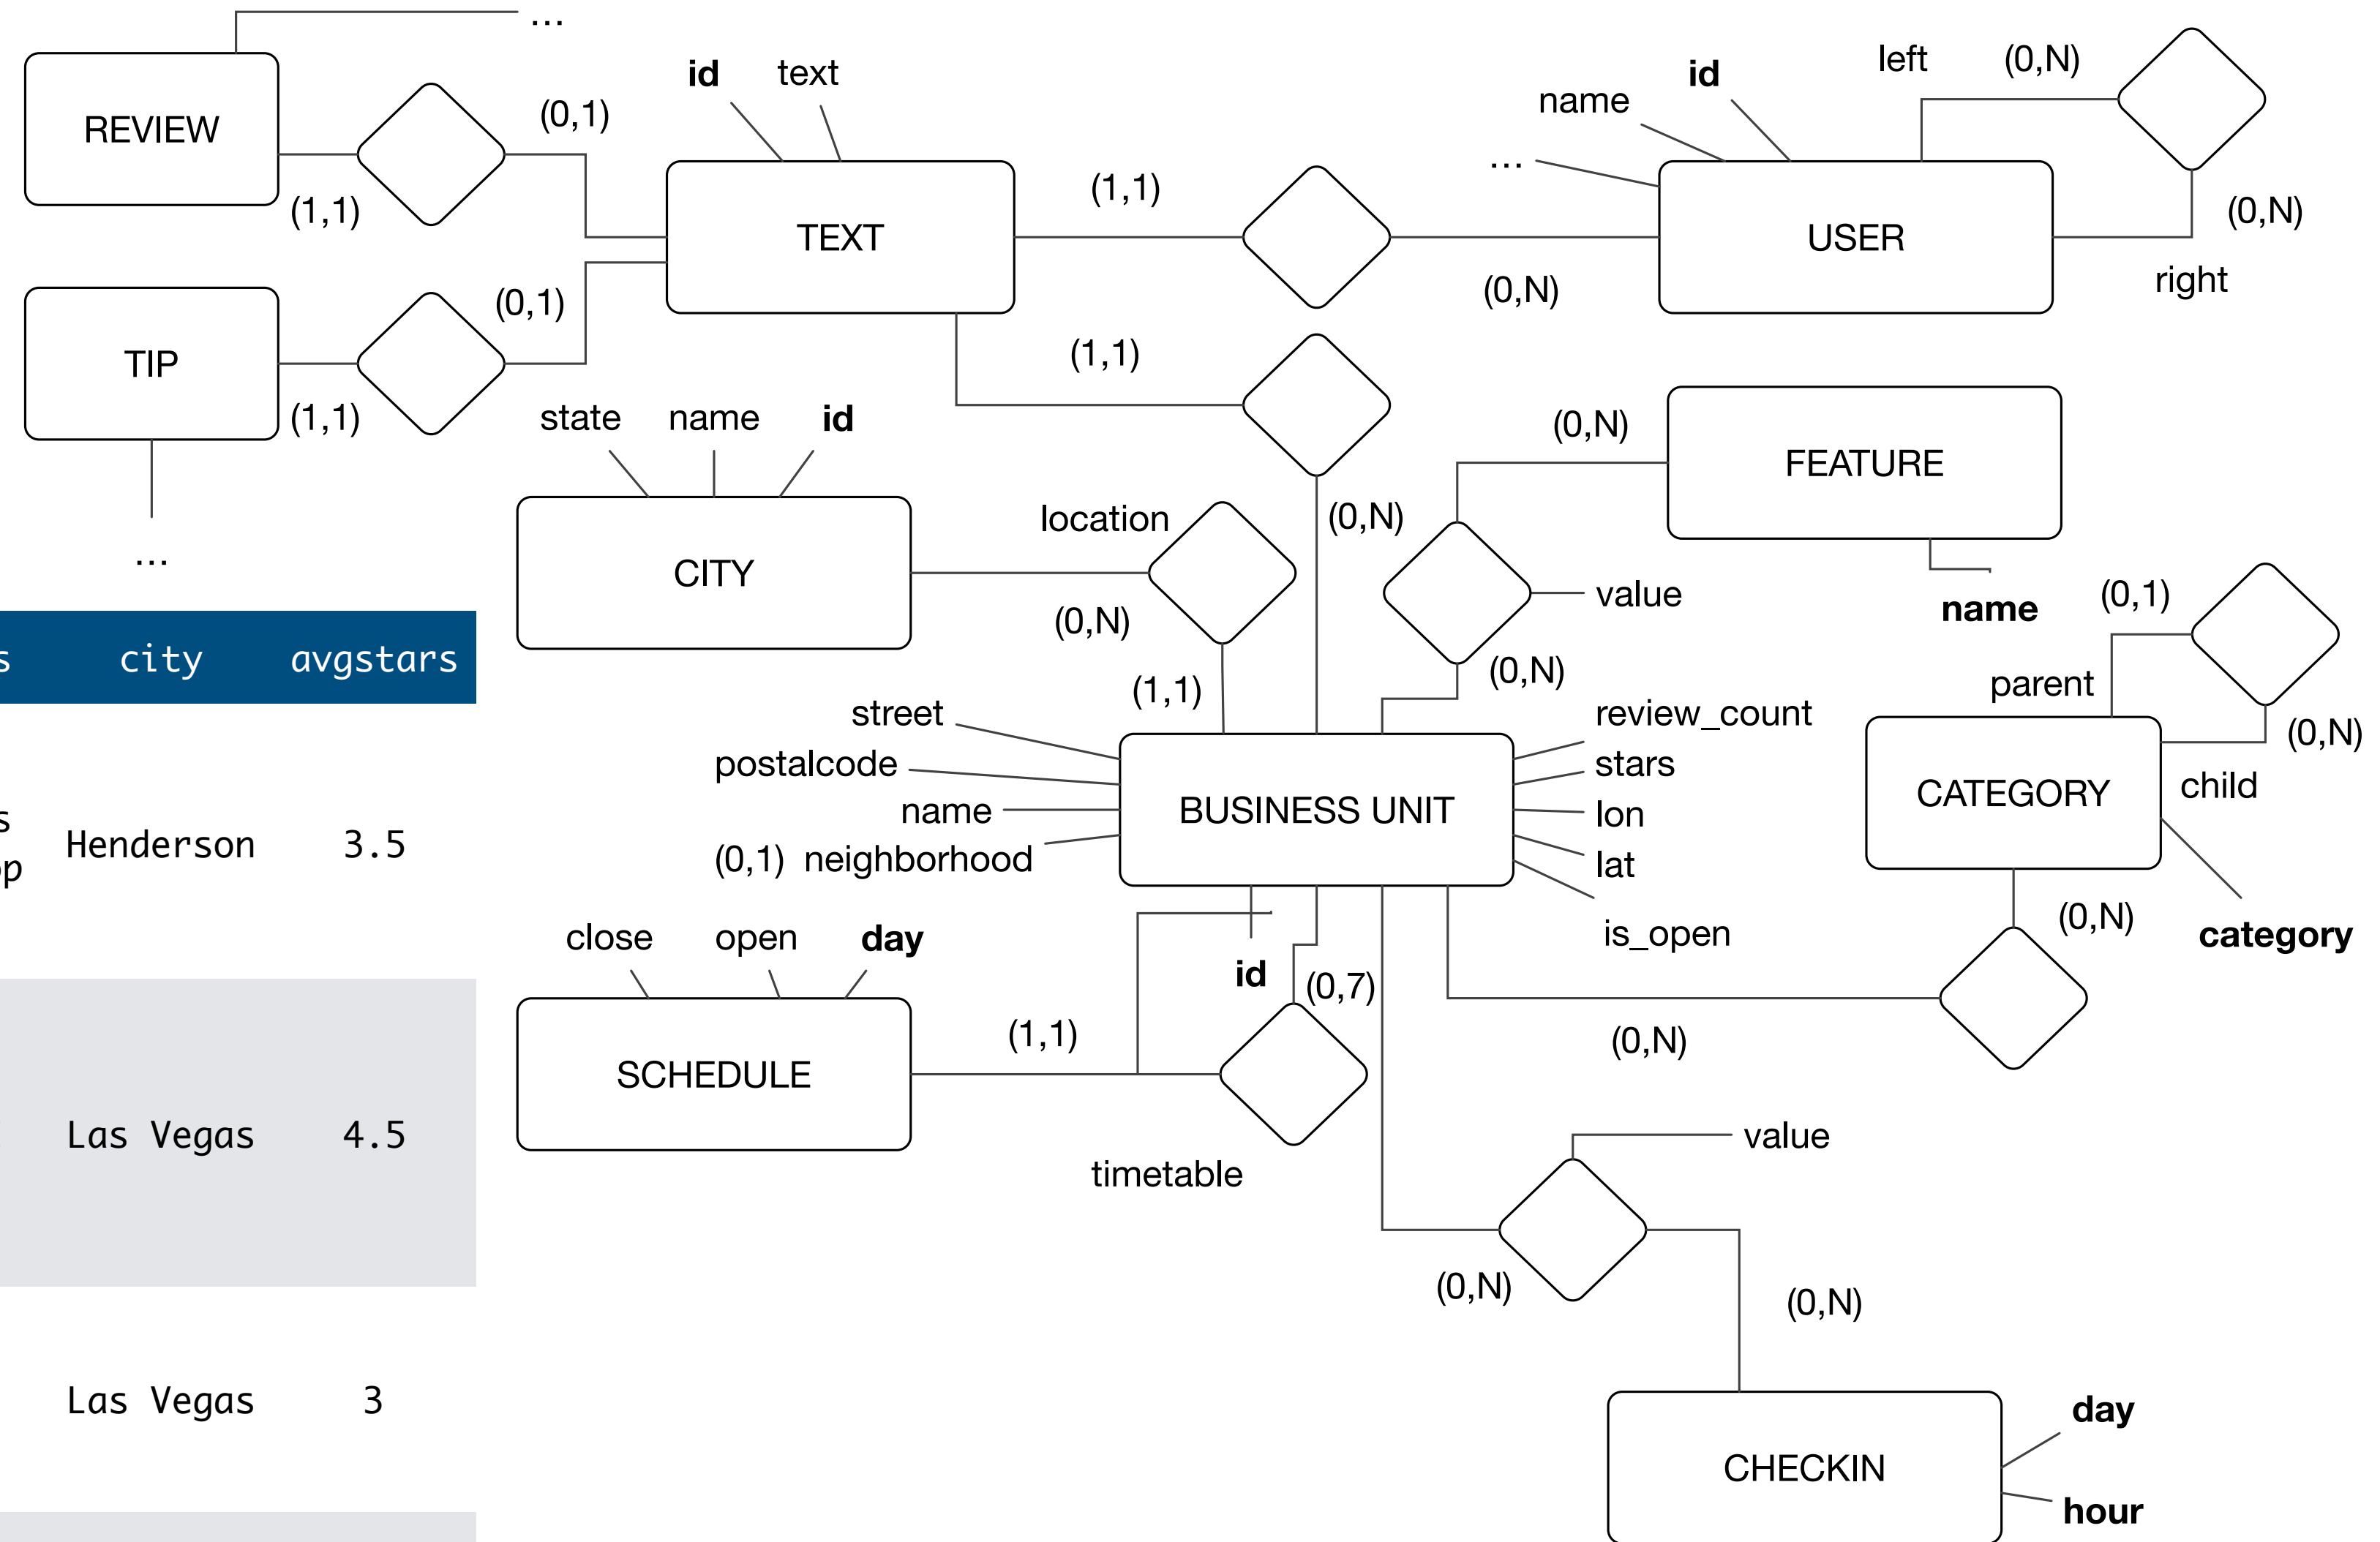 ...
REVIEW
(0,1)
(1,1)
id text
TEXT
(1,1)
(0,N)
name
id
...
USER
left
(0,N)
(0,N)
right
TIP
(0,1)
(1,1)
...
(1,1)
(0,N)
state name id
CITY
location
(0,N)
(1,1)
FEATURE
(0,N)
name
value
(0,N)
city avgstars
Henderson 3.5
Las Vegas 4.5
Las Vegas 3
street
postalcode
name
(0,1) neighborhood
BUSINESS UNIT
review_count
stars
lon
lat
is_open
id
(0,1)
parent
CATEGORY
(0,N)
child
category
(0,N)
(0,N)
close open day
SCHEDULE
(1,1)
(0,7)
timetable
value
(0,N)
(0,N)
CHECKIN
day
hour